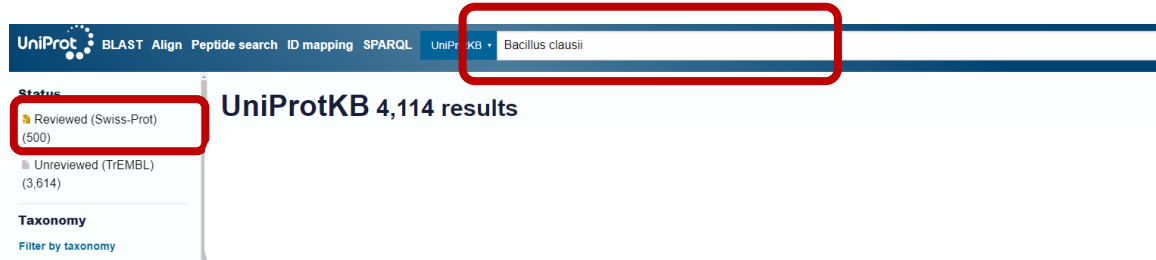 UniProt BLAST Align Peptide search ID mapping SPARQL UniProtKB Bacillus clausii
Status
UniProtKB 4,114 results
Reviewed (Swiss-Prot)
(500)
Unreviewed (TrEMBL)
(3,614)
Taxonomy
Filter by taxonomy